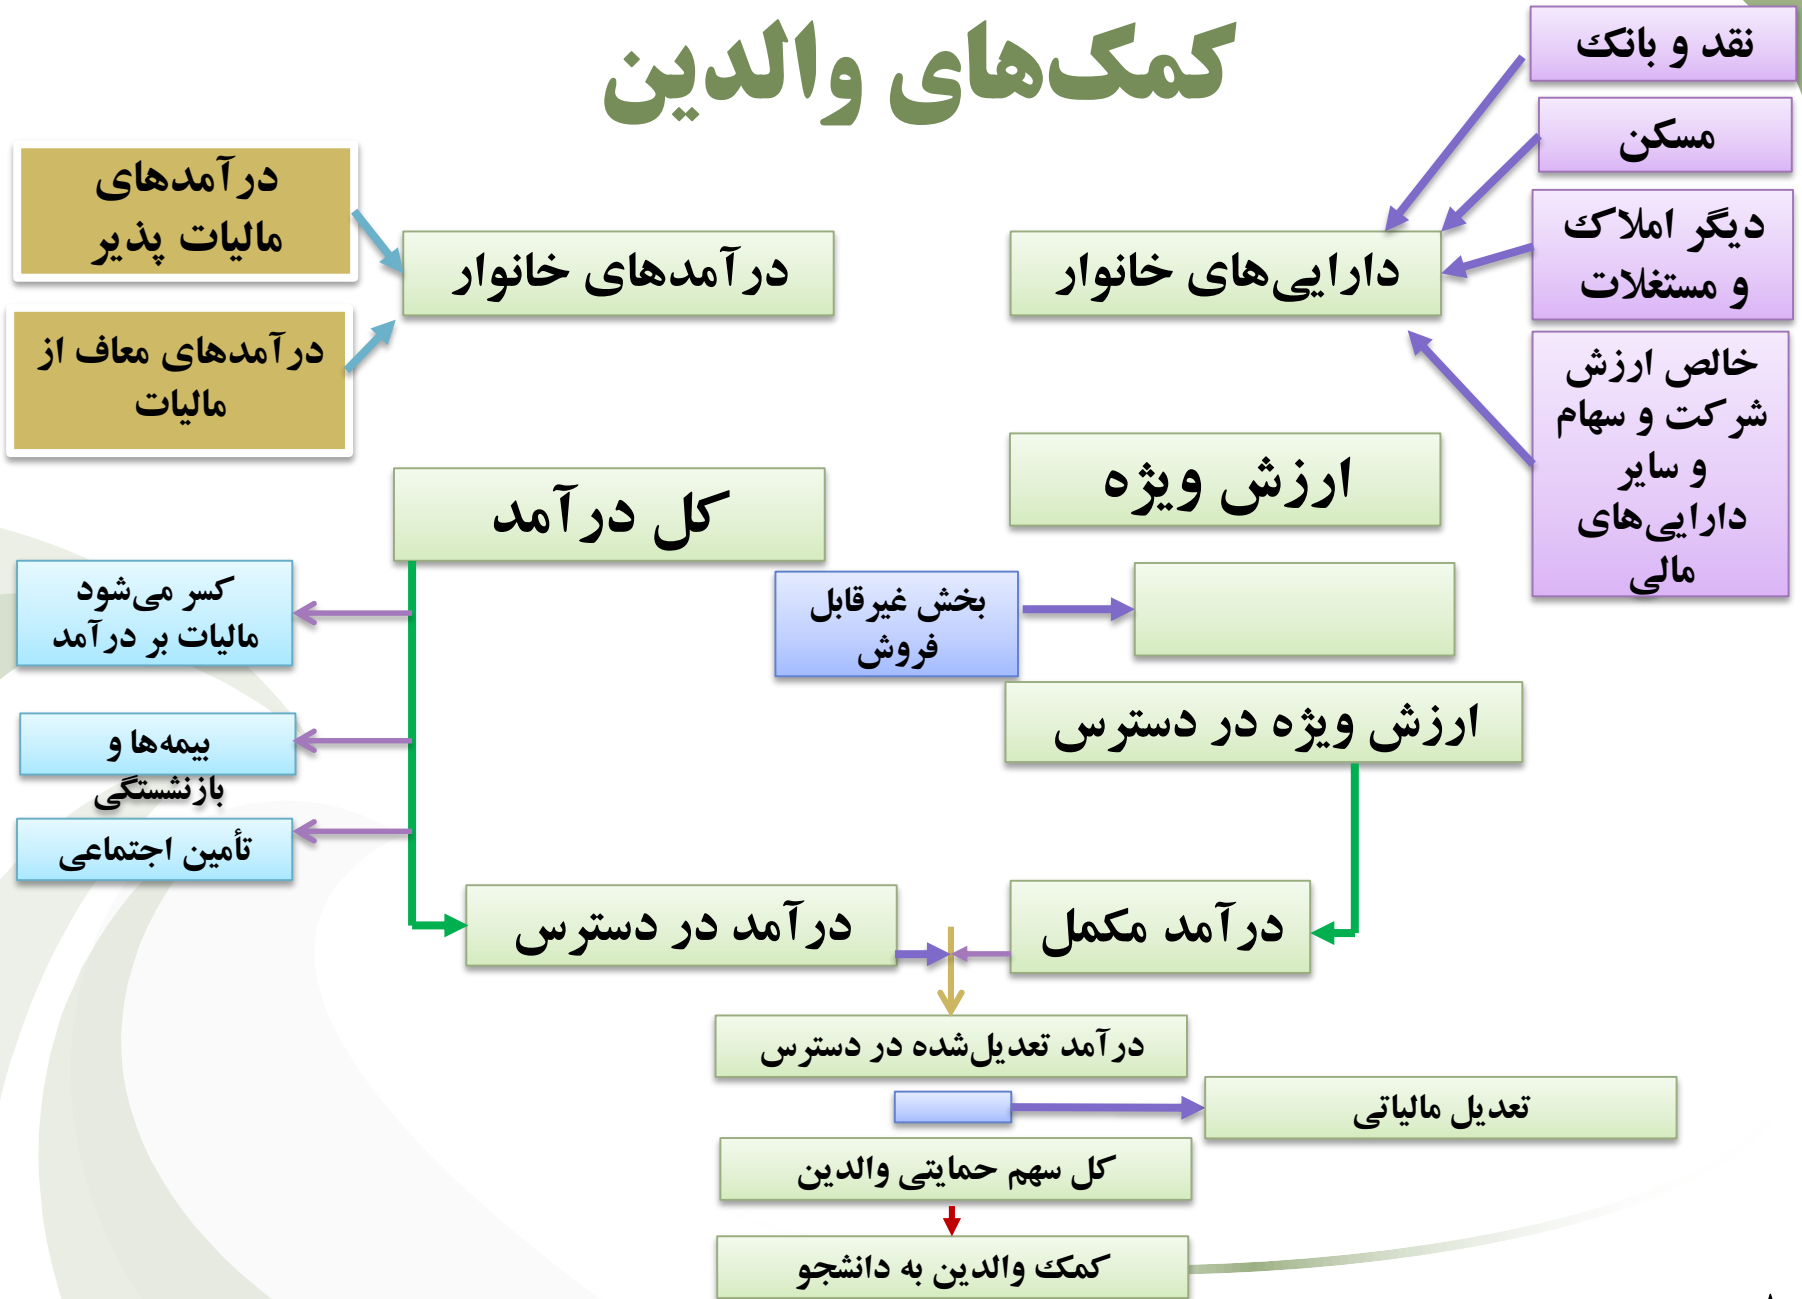 کمک‌های والدین
نقد و بانک
مسکن
دیگر املاک
و مستغلات
خالص ارزش
شرکت و سهام
و سایر
دارایی‌های
مالی
دارایی‌های خانوار
درآمدهای خانوار
درآمدهای
مالیات پذیر
درآمدهای معاف از
مالیات
ارزش ویژه
کل درآمد
بخش غیرقابل
فروش
کسر می‌شود
مالیات بر درآمد
ارزش ویژه در دسترس
بیمه‌ها و
بازنشستگی
تأمین اجتماعی
درآمد مکمل
درآمد در دسترس
درآمد تعدیل‌شده در دسترس
تعدیل مالیاتی
کل سهم حمایتی والدین
کمک والدین به دانشجو